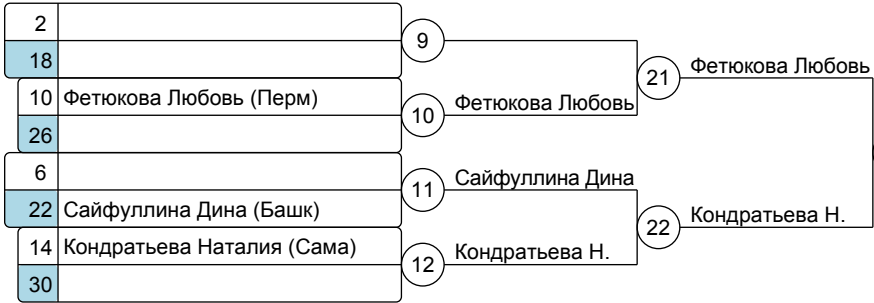 2
18
9
10 Фетюкова Любовь (Перм)
26
10
Фетюкова Любовь
21
Фетюкова Любовь
6
22 Сайфуллина Дина (Башк)
11
Сайфуллина Дина
14 Кондратьева Наталия (Сама)
30
12
Кондратьева Н.
22
Кондратьева Н.